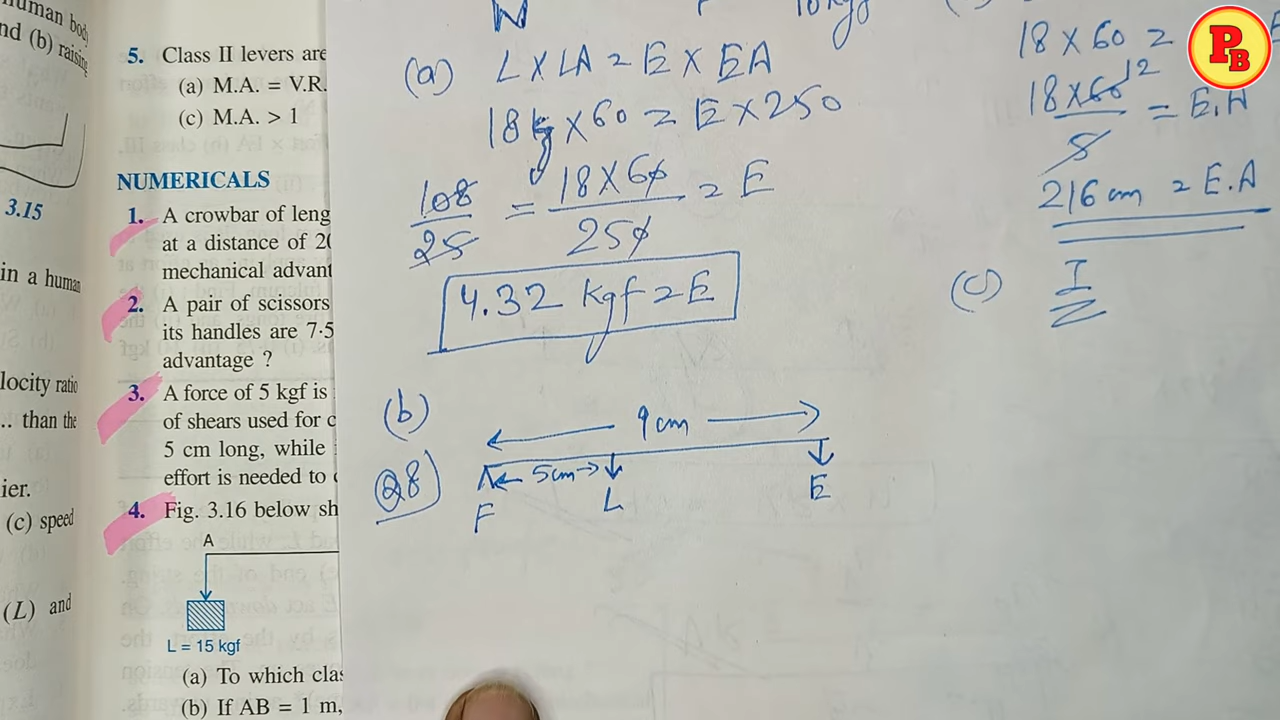 human body
nd (b) raising
3.15
in a human
locity ratio
.. than the
ier.
(c) speed
(L) and
5. Class II levers are
(a) M.A. = V.R.
(c) M.A. > 1
NUMERICALS
1. A crowbar of leng
at a distance of 20
mechanical advant
2. A pair of scissors
its handles are 7·5
advantage ?
3. A force of 5 kgf is
of shears used for c
5 cm long, while
effort is needed to
4. Fig. 3.16 below sh
A
L = 15 kgf
(a) To which clas
(b) If AB = 1 m,
N
10 kgf
(a) L X LA = E X EA
18 kg X 60 = E X 250
108/25 = 18 X 60/250 = E
4.32 kgf = E
(b)
9 cm
Q8
5cm
F L E
18 X 60 =
18 X 60 12 / 5 = E.A
216 cm = E.A
(c) I
PB